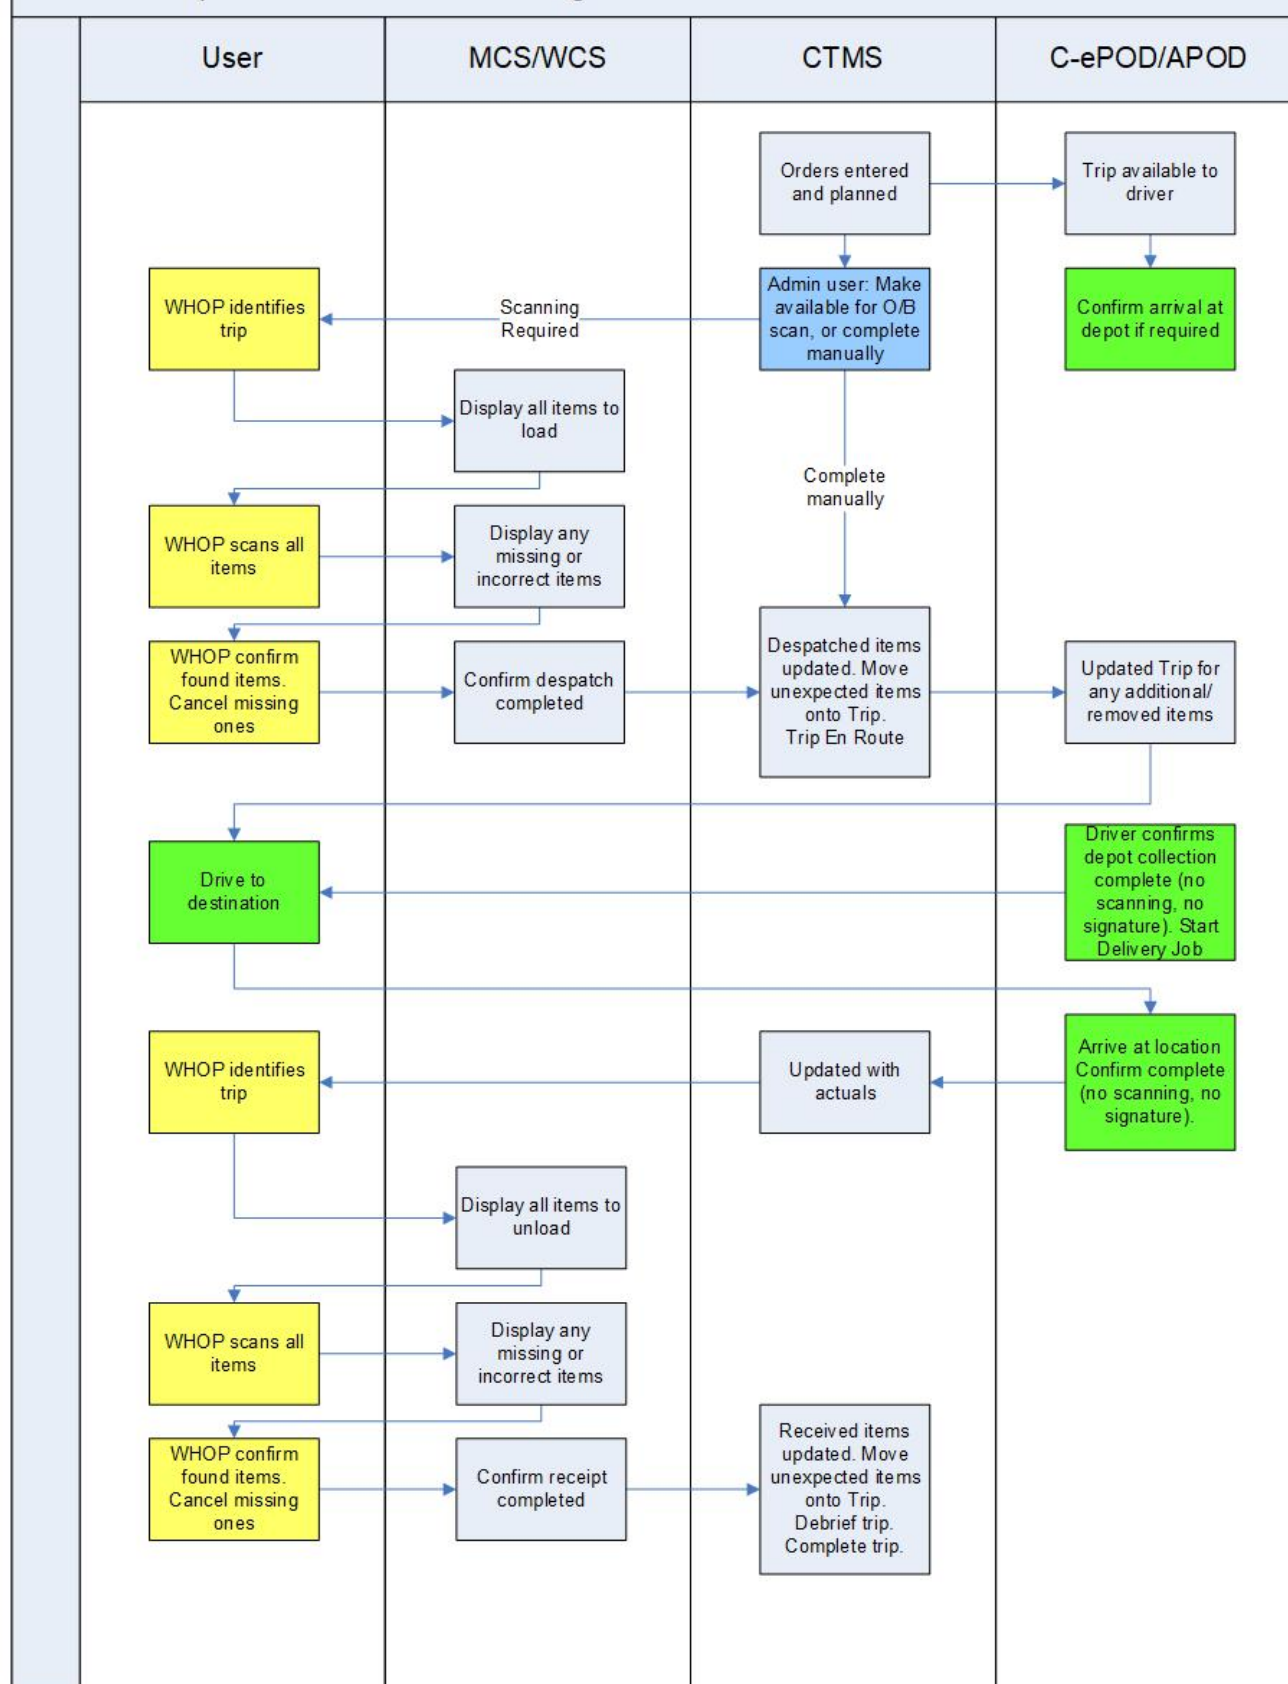 User
MCS/WCS
CTMS
C-ePOD/APOD
Orders entered
and planned
Trip available to
driver
WHOP identifies
trip
Scanning
Required
Admin user: Make
available for O/B
scan, or complete
manually
Confirm arrival at
depot if required
Display all items to
load
Complete
manually
WHOP scans all
items
Display any
missing or
incorrect items
WHOP confirm
found items.
Cancel missing
ones
Confirm despatch
completed
Despatched items
updated. Move
unexpected items
onto Trip.
Trip En Route
Updated Trip for
any additional/
removed items
Drive to
destination
Driver confirms
depot collection
complete (no
scanning, no
signature). Start
Delivery Job
WHOP identifies
trip
Updated with
actuals
Arrive at location
Confirm complete
(no scanning, no
signature).
Display all items to
unload
WHOP scans all
items
Display any
missing or
incorrect items
WHOP confirm
found items.
Cancel missing
ones
Confirm receipt
completed
Received items
updated. Move
unexpected items
onto Trip.
Debrief trip.
Complete trip.